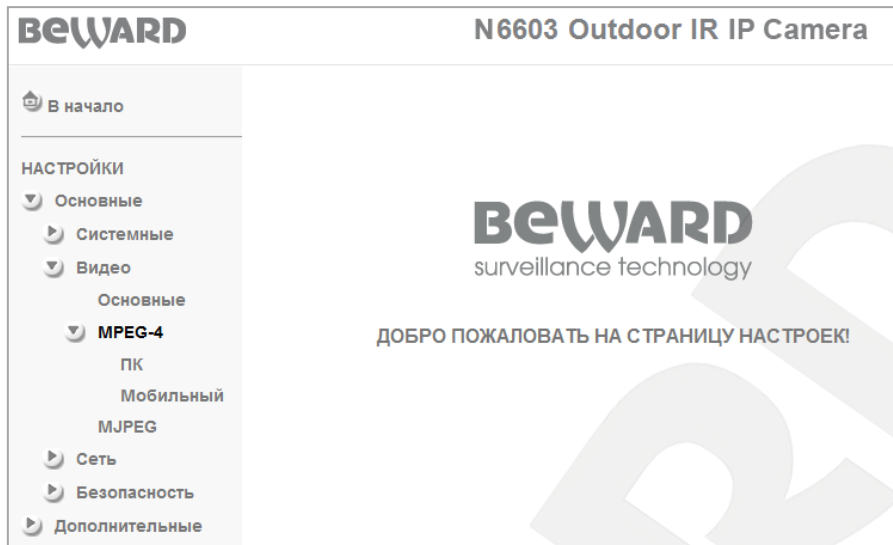 BEWARD
N6603 Outdoor IR IP Camera
В начало
НАСТРОЙКИ
Основные
Системные
Видео
Основные
MPEG-4
ПК
Мобильный
MJPEG
Сеть
Безопасность
Дополнительные
BEWARD
surveillance technology
ДОБРО ПОЖАЛОВАТЬ НА СТРАНИЦУ НАСТРОЕК!